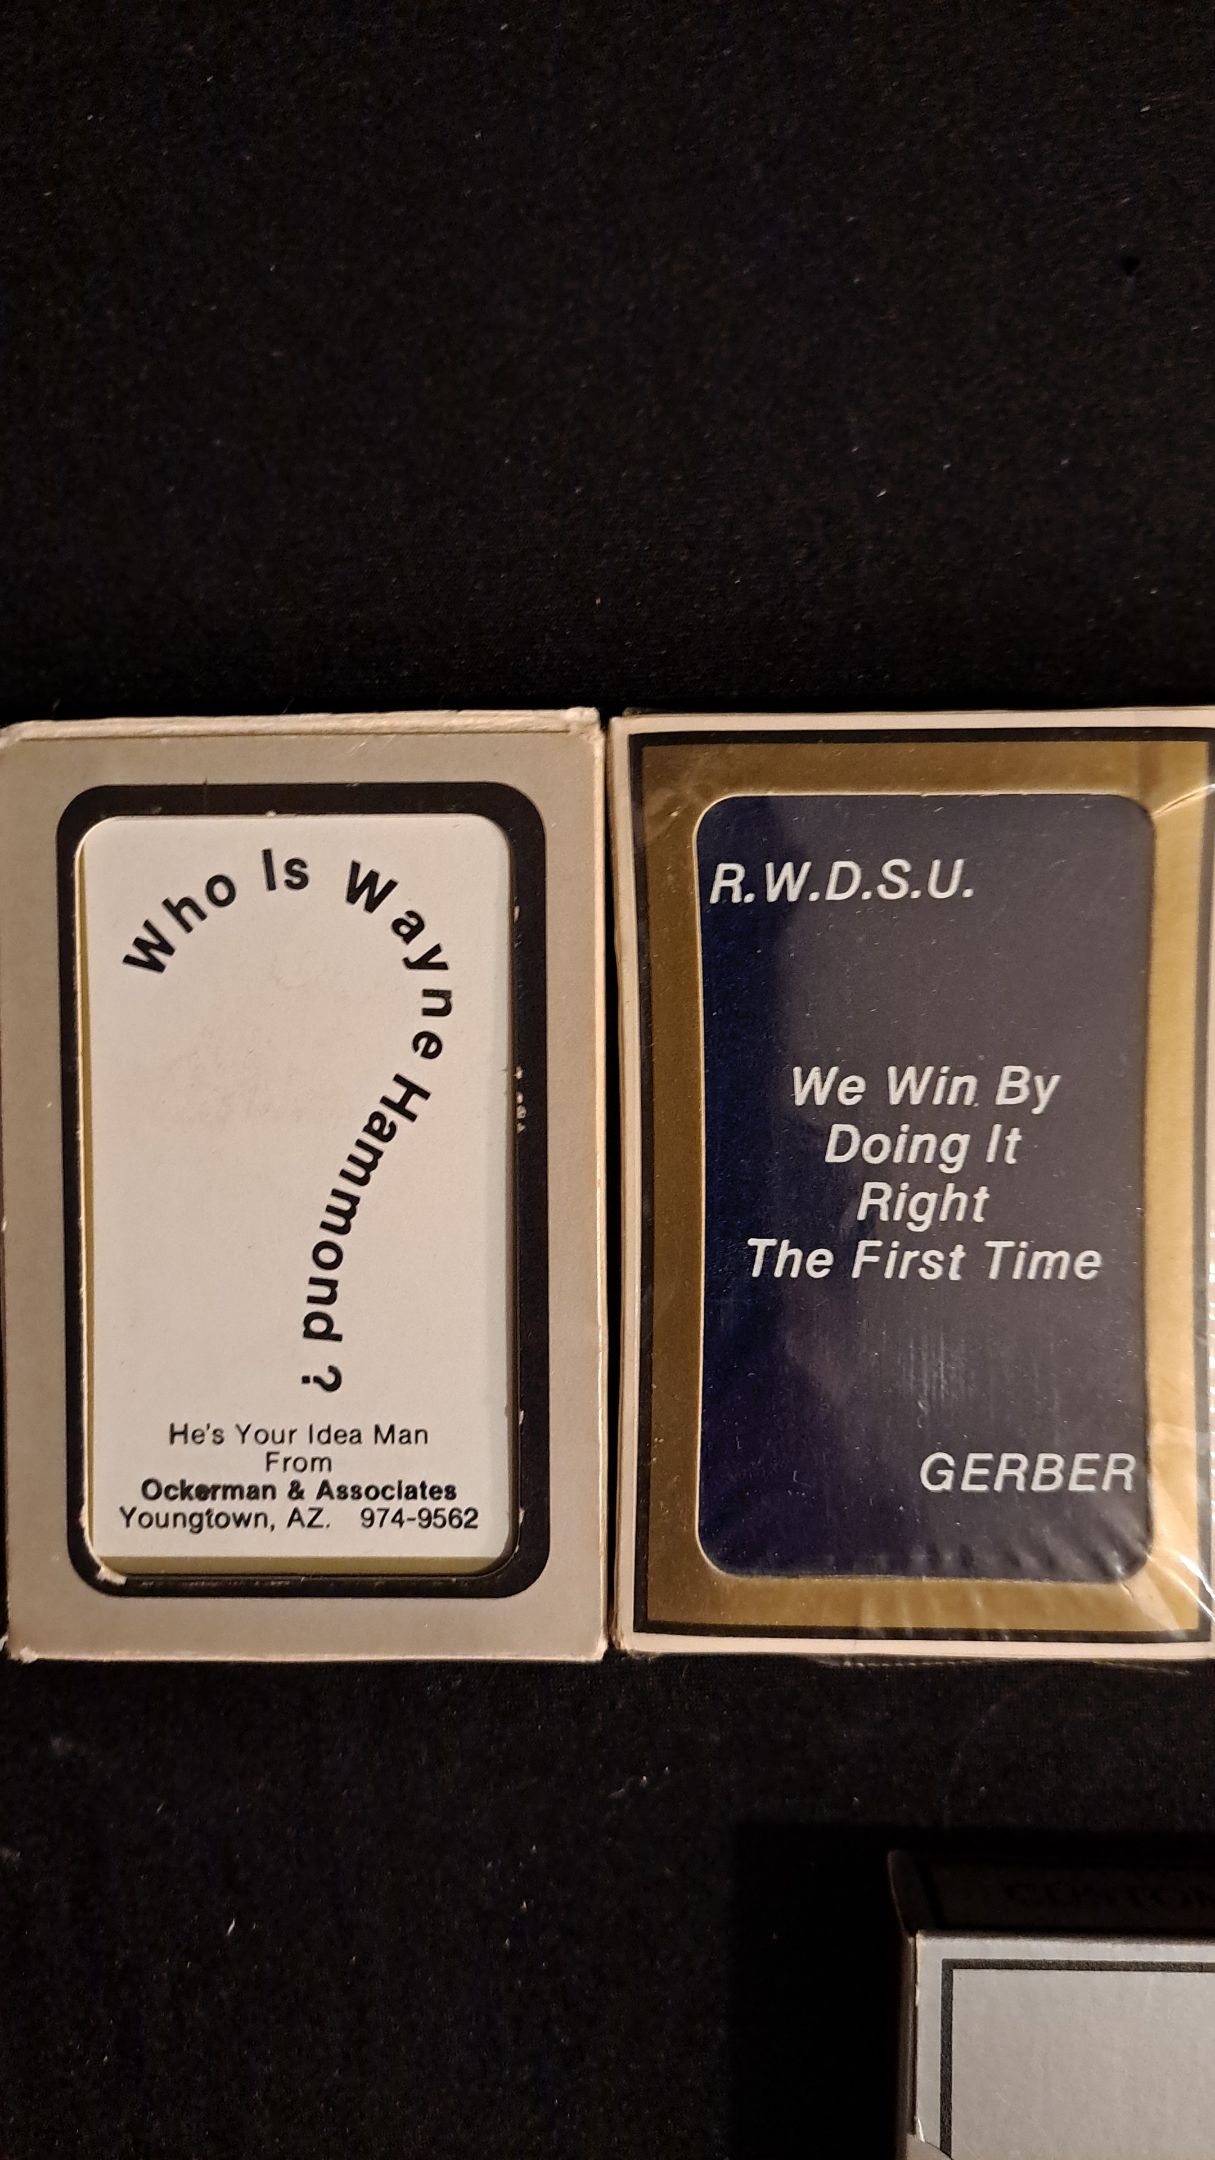 Who Is Wayne Hammond ?
He's Your Idea Man
From
Ockerman & Associates
Youngtown, AZ. 974-9562
R.W.D.S.U.
We Win By
Doing It
Right
The First Time
GERBER